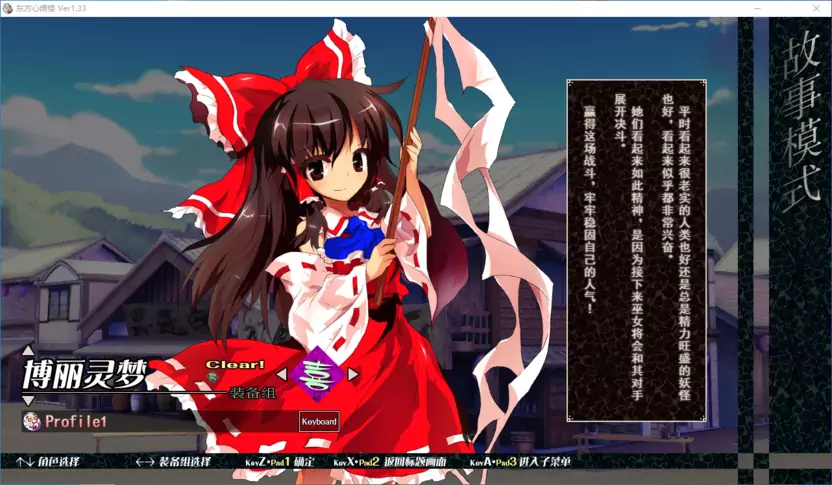 东方心绮楼 Ver1.33
故事模式
平时看起来很老实的人类也好还是总是精力旺盛的妖怪
也好，看起来似乎都非常兴奋。
她们看起来如此精神，是因为接下来巫女将会和其对手
展开决斗。
赢得这场战斗，牢牢稳固自己的人气！
Clear!
博丽灵梦
喜
装备组
Profile1
Keyboard
↑↓ 角色选择
←→ 装备组选择
KeyZ・Pad1 确定
KeyX・Pad2 返回标题画面
KeyA・Pad3 进入子菜单